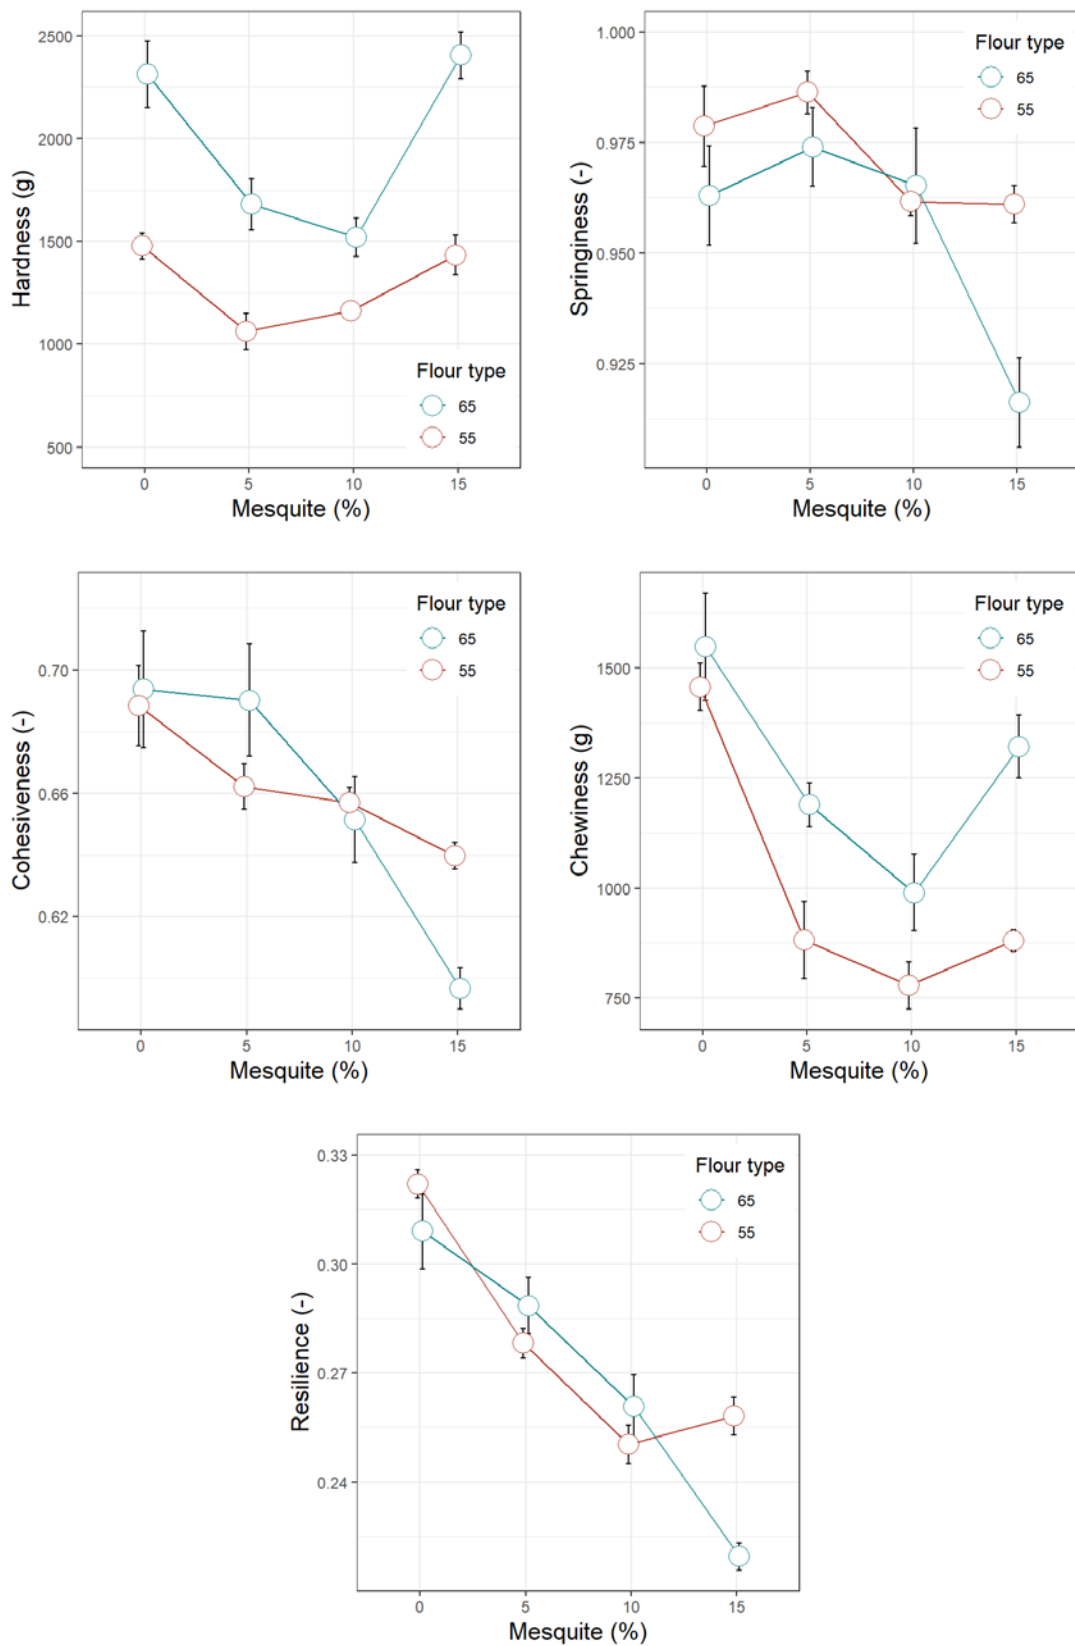 Hardness (g)
2500
2000
1500
1000
500
Flour type
65
55
0 5 10 15
Mesquite (%)
Springiness (-)
1.000
0.975
0.950
0.925
Flour type
65
55
0 5 10 15
Mesquite (%)
Cohesiveness (-)
0.70
0.66
0.62
Flour type
65
55
0 5 10 15
Mesquite (%)
Chewiness (g)
1500
1250
1000
750
Flour type
65
55
0 5 10 15
Mesquite (%)
Resilience (-)
0.33
0.30
0.27
0.24
Flour type
65
55
0 5 10 15
Mesquite (%)